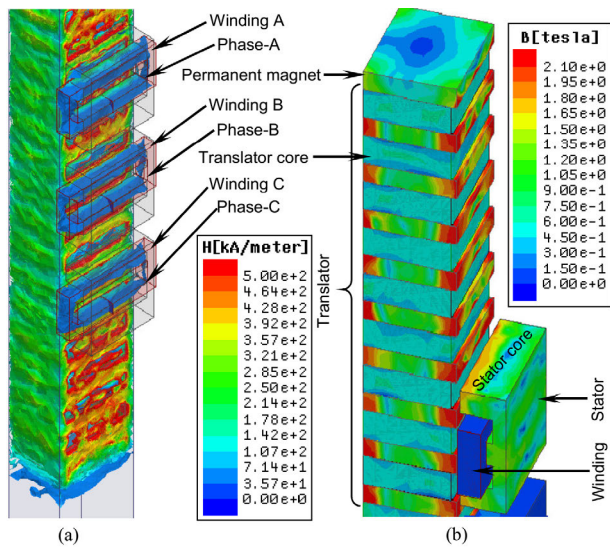 Winding A
Phase-A
Permanent magnet
Winding B
Phase-B
Translator core
Winding C
Phase-C
H[kA/meter]
5.00e+2
4.64e+2
4.28e+2
3.92e+2
3.57e+2
3.21e+2
2.85e+2
2.50e+2
2.14e+2
1.78e+2
1.42e+2
1.07e+2
7.14e+1
3.57e+1
0.00e+0
(a)
Translator
B[tesla]
2.10e+0
1.95e+0
1.80e+0
1.65e+0
1.50e+0
1.35e+0
1.20e+0
1.05e+0
9.00e-1
7.50e-1
6.00e-1
4.50e-1
3.00e-1
1.50e-1
0.00e+0
Stator core
Stator
Winding
(b)